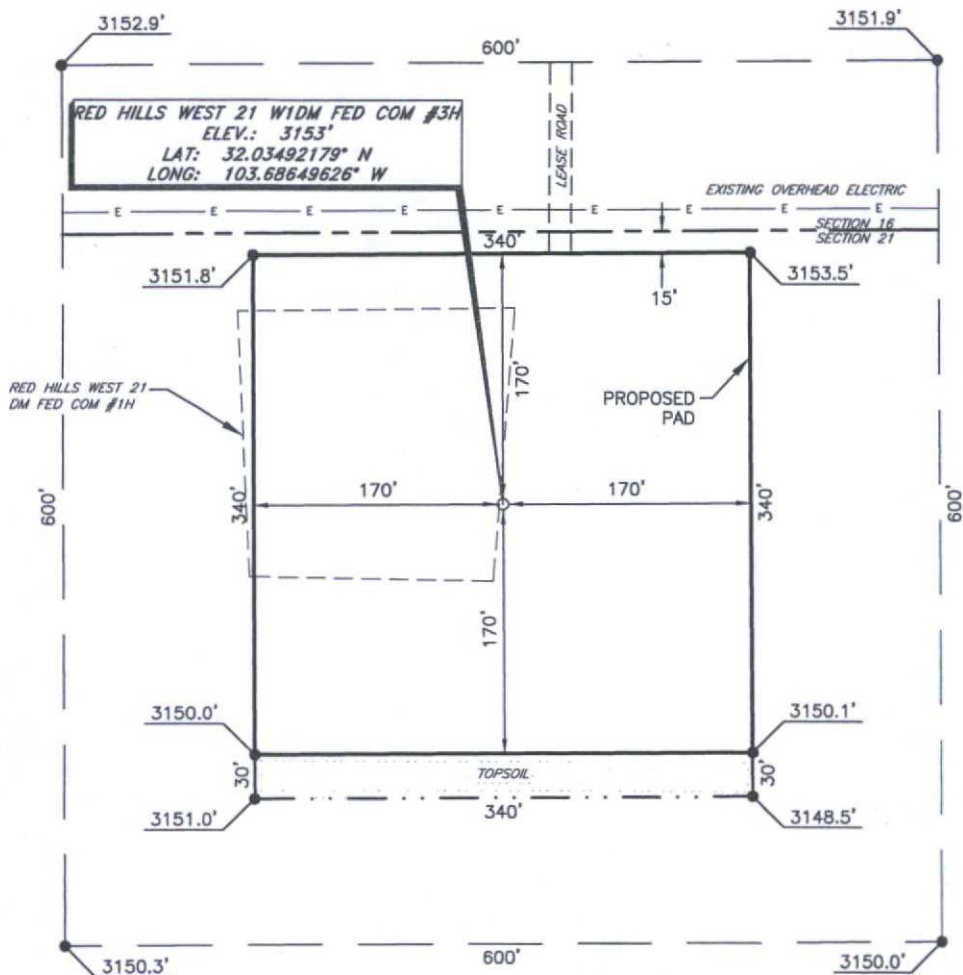 3152.9'
3151.9'
600'
RED HILLS WEST 21 W1DM FED COM #3H
ELEV.: 3153'
LAT: 32.03492179° N
LONG: 103.68649626° W
LEASE ROAD
EXISTING OVERHEAD ELECTRIC
E E E E E E E E E
SECTION 16
SECTION 21
340'
3151.8'
3153.5'
15'
170'
RED HILLS WEST 21
DM FED COM #1H
PROPOSED
PAD
600'
340'
170'
170'
340'
600'
170'
3150.0'
3150.1'
30'
TOPSOIL
30'
3151.0'
340'
3148.5'
3150.3'
600'
3150.0'